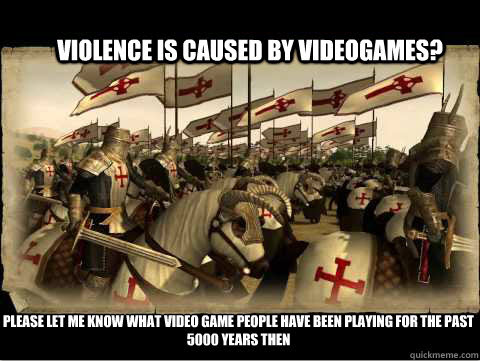 VIOLENCE IS CAUSED BY VIDEOGAMES?
PLEASE LET ME KNOW WHAT VIDEO GAME PEOPLE HAVE BEEN PLAYING FOR THE PAST
5000 YEARS THEN
quickmeme.com